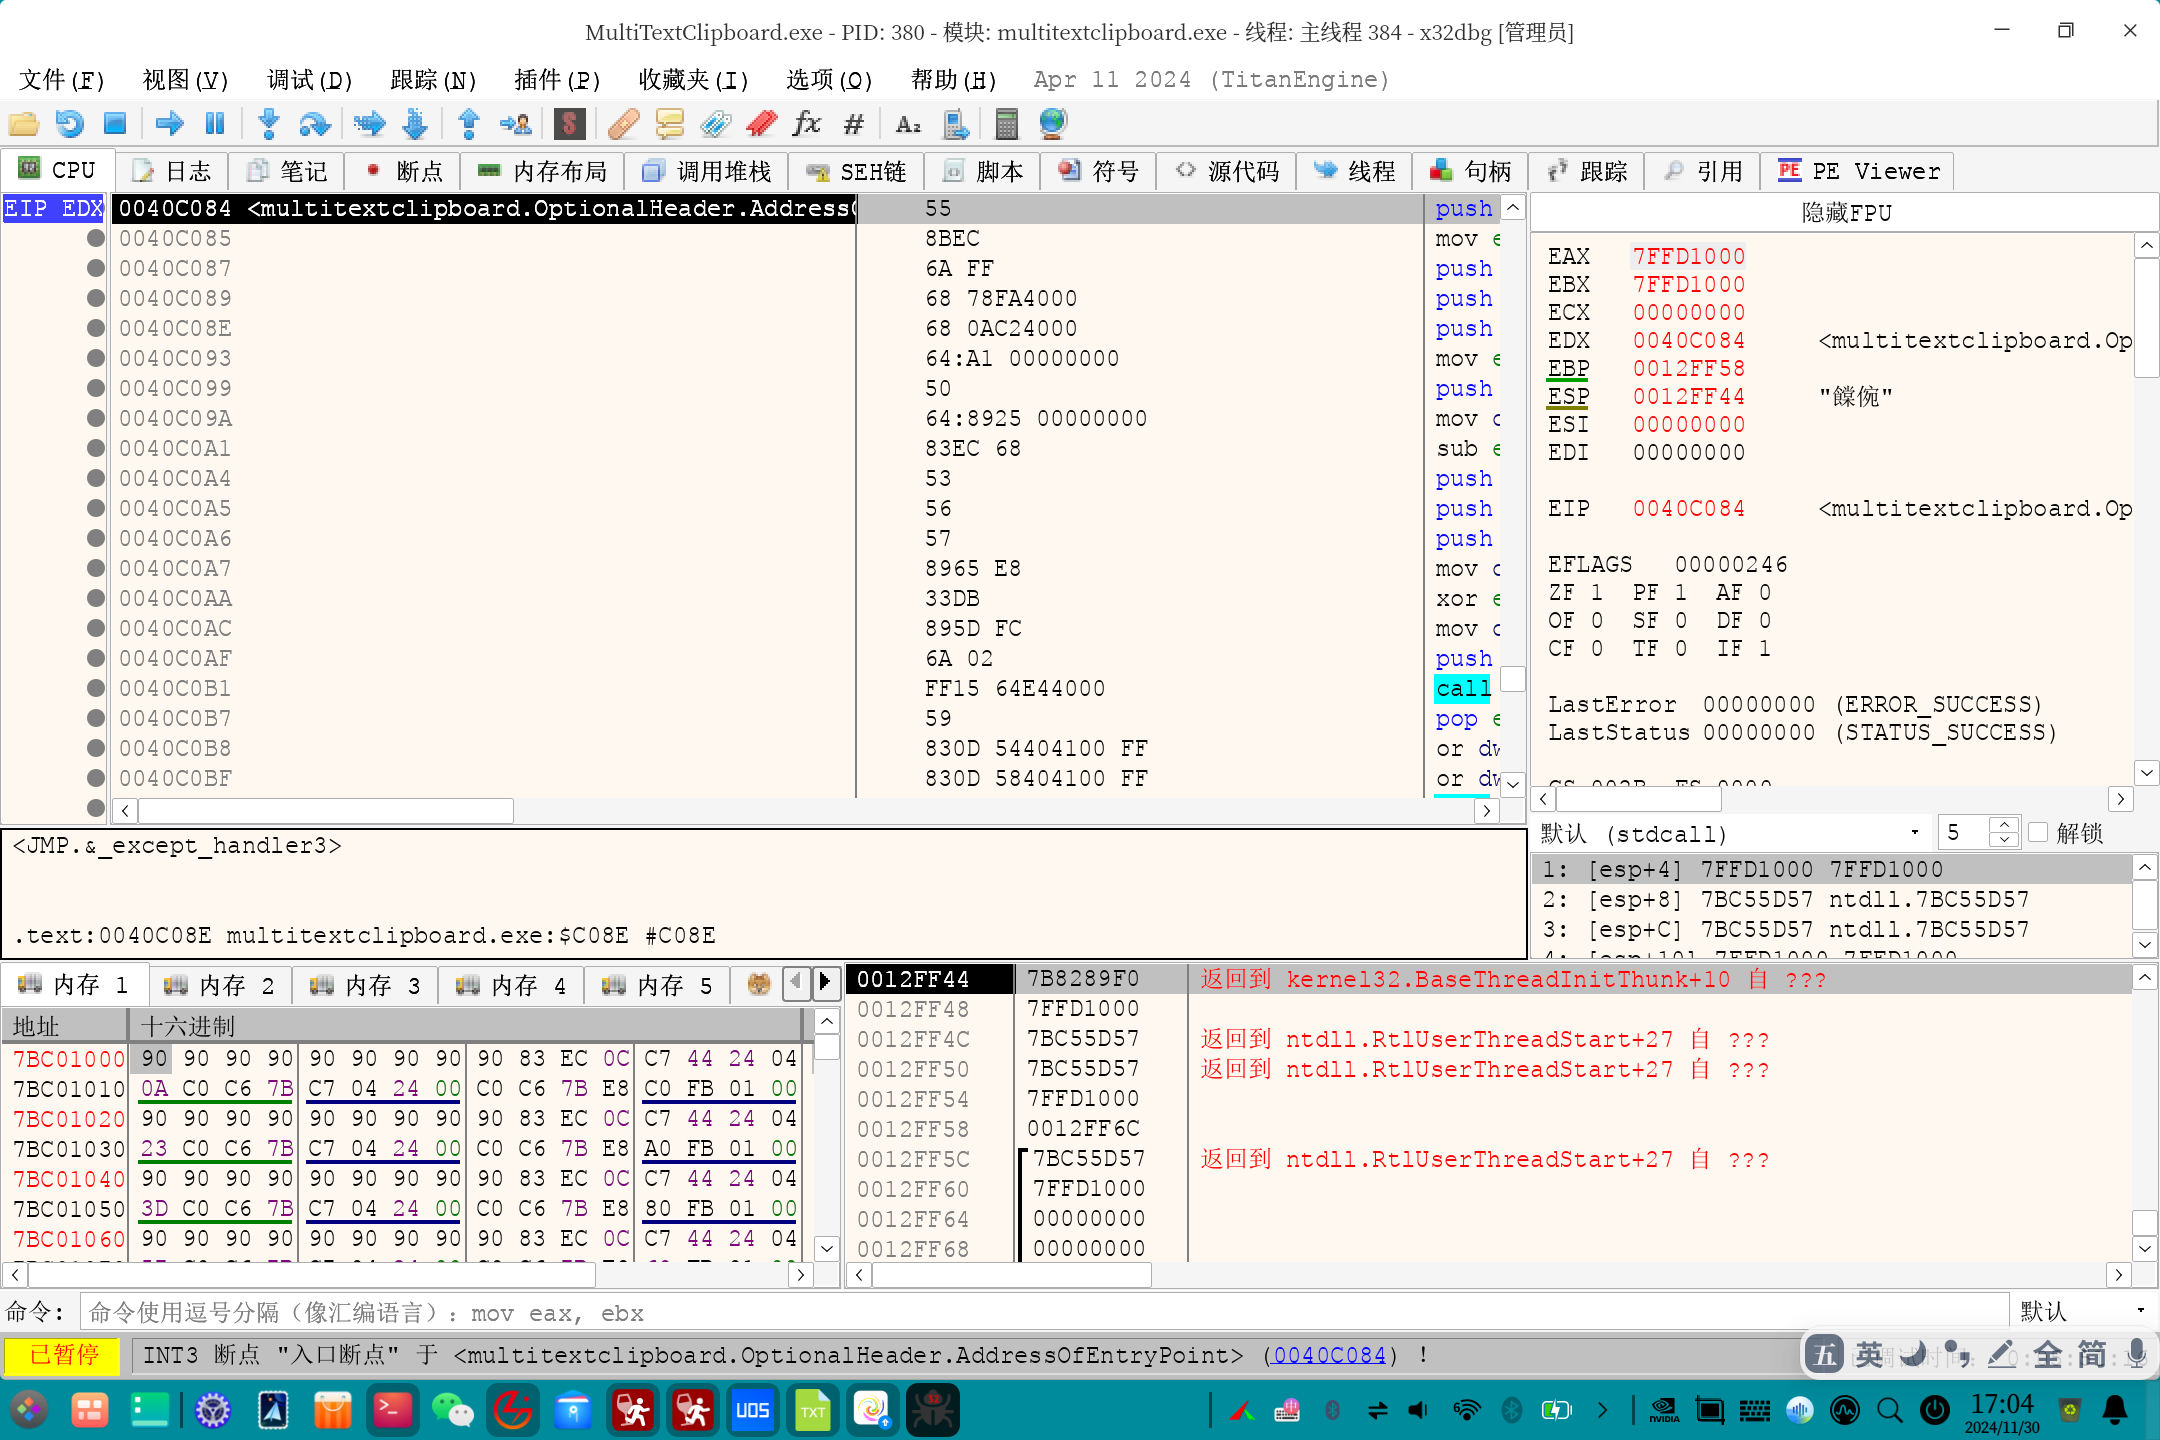 MultiTextClipboard.exe - PID: 380 - 模块: multitextclipboard.exe - 线程: 主线程 384 - x32dbg [管理员]
文件(F) 视图(V) 调试(D) 跟踪(N) 插件(P) 收藏夹(I) 选项(O) 帮助(H) Apr 11 2024 (TitanEngine)
CPU 日志 笔记 断点 内存布局 调用堆栈 SEH链 脚本 符号 源代码 线程 句柄 跟踪 引用 PE Viewer
EIP EDX 0040C084 <multitextclipboard.OptionalHeader.Address 55 push
0040C085 8BEC mov e
0040C087 6A FF push
0040C089 68 78FA4000 push
0040C08E 68 0AC24000 push
0040C093 64:A1 00000000 mov e
0040C099 50 push
0040C09A 64:8925 00000000 mov
0040C0A1 83EC 68 sub e
0040C0A4 53 push
0040C0A5 56 push
0040C0A6 57 push
0040C0A7 8965 E8 mov
0040C0AA 33DB xor e
0040C0AC 895D FC mov
0040C0AF 6A 02 push
0040C0B1 FF15 64E44000 call
0040C0B7 59 pop e
0040C0B8 830D 54404100 FF or dw
0040C0BF 830D 58404100 FF or dw
隐藏FPU
EAX 7FFD1000
EBX 7FFD1000
ECX 00000000
EDX 0040C084 <multitextclipboard.Op
EBP 0012FF58
ESP 0012FF44
ESI 00000000
EDI 00000000
EIP 0040C084 <multitextclipboard.Op
EFLAGS 00000246
ZF 1 PF 1 AF 0
OF 0 SF 0 DF 0
CF 0 TF 0 IF 1
LastError 00000000 (ERROR_SUCCESS)
LastStatus 00000000 (STATUS_SUCCESS)
默认 (stdcall) 5 解锁
1: [esp+4] 7FFD1000 7FFD1000
2: [esp+8] 7BC55D57 ntdll.7BC55D57
3: [esp+C] 7BC55D57 ntdll.7BC55D57
4: [esp+10] 7FFD1000 7FFD1000
<JMP.&_except_handler3>
.text:0040C08E multitextclipboard.exe:$C08E #C08E
内存 1 内存 2 内存 3 内存 4 内存 5
地址 十六进制
7BC01000 90 90 90 90 90 90 90 90 90 83 EC 0C C7 44 24 04
7BC01010 0A C0 C6 7B C7 04 24 00 C0 C6 7B E8 C0 FB 01 00
7BC01020 90 90 90 90 90 90 90 90 90 83 EC 0C C7 44 24 04
7BC01030 23 C0 C6 7B C7 04 24 00 C0 C6 7B E8 A0 FB 01 00
7BC01040 90 90 90 90 90 90 90 90 90 83 EC 0C C7 44 24 04
7BC01050 3D C0 C6 7B C7 04 24 00 C0 C6 7B E8 80 FB 01 00
7BC01060 90 90 90 90 90 90 90 90 90 83 EC 0C C7 44 24 04
0012FF44 7B8289F0 返回到 kernel32.BaseThreadInitThunk+10 自 ???
0012FF48 7FFD1000
0012FF4C 7BC55D57 返回到 ntdll.RtlUserThreadStart+27 自 ???
0012FF50 7BC55D57 返回到 ntdll.RtlUserThreadStart+27 自 ???
0012FF54 7FFD1000
0012FF58 0012FF6C
0012FF5C 7BC55D57 返回到 ntdll.RtlUserThreadStart+27 自 ???
0012FF60 7FFD1000
0012FF64 00000000
0012FF68 00000000
命令: 命令使用逗号分隔（像汇编语言）: mov eax, ebx 默认
已暂停 INT3 断点 "入口断点" 于 <multitextclipboard.OptionalHeader.AddressOfEntryPoint> (0040C084) !
五 英 全 简
UOS TXT 32 NVIDIA 17:04
2024/11/30